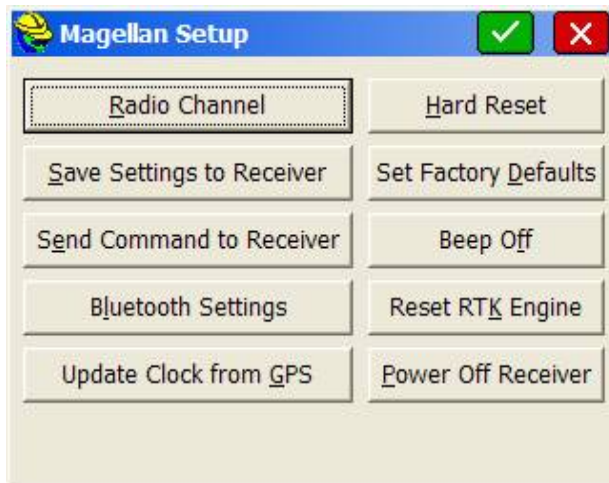 Magellan Setup
Radio Channel
Hard Reset
Save Settings to Receiver
Set Factory Defaults
Send Command to Receiver
Beep Off
Bluetooth Settings
Reset RTK Engine
Update Clock from GPS
Power Off Receiver